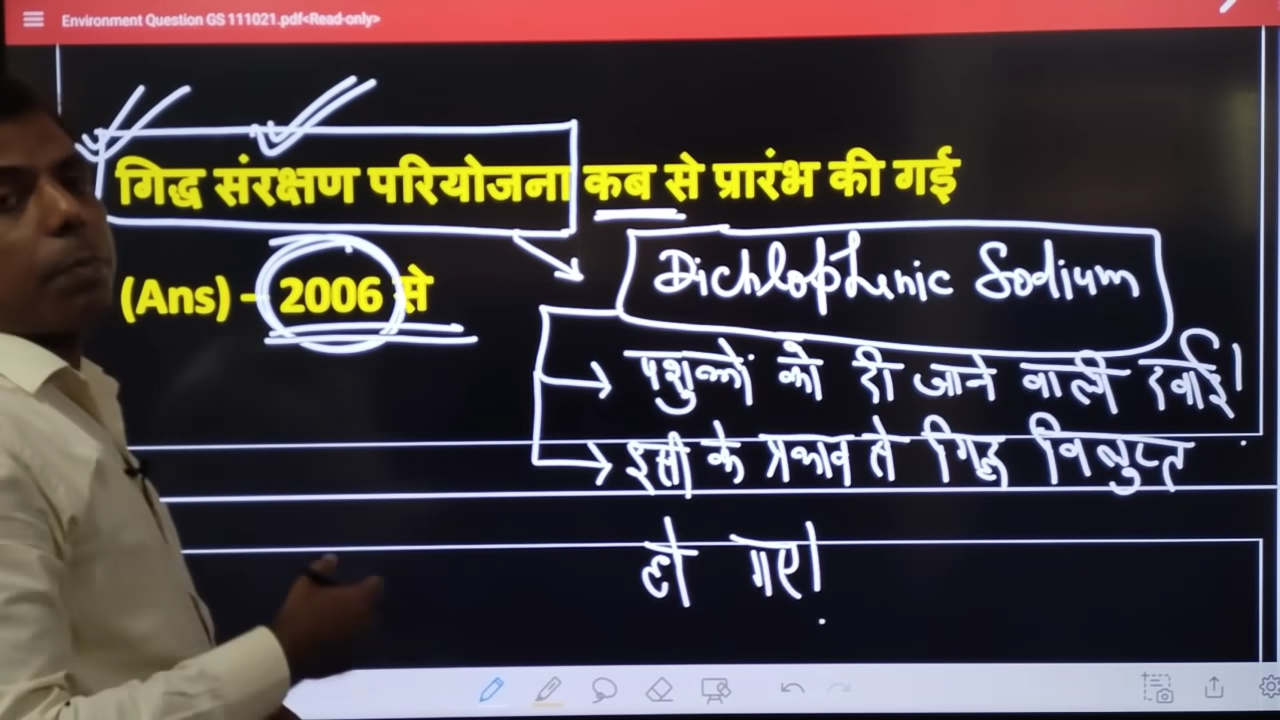 Environment Question GS 111021.pdf<Read-only>
गिद्ध संरक्षण परियोजना कब से प्रारंभ की गई
(Ans) - 2006 से
Dichlophenic Sodium
पशुओं को दी जाने वाली दवाई।
इसी के प्रभाव से गिद्ध विलुप्त
हो गए।